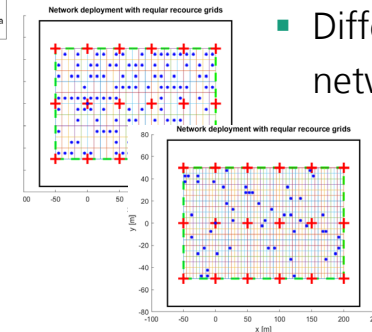 a
Network deployment with reqular recource grids
Diffe
netw
00 -50 0 50
Network deployment with reqular recource grids
80
60
40
20
0
-20
-40
-60
-80
y [m]
-100 -50 0 50 100 150 200 2
x [m]